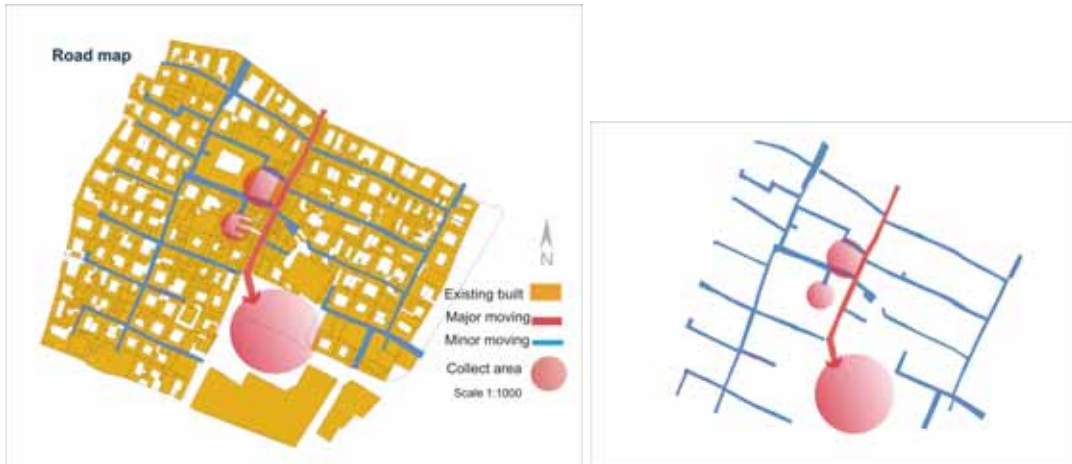 Road map
N
Existing built
Major moving
Minor moving
Collect area
Scale 1:1000